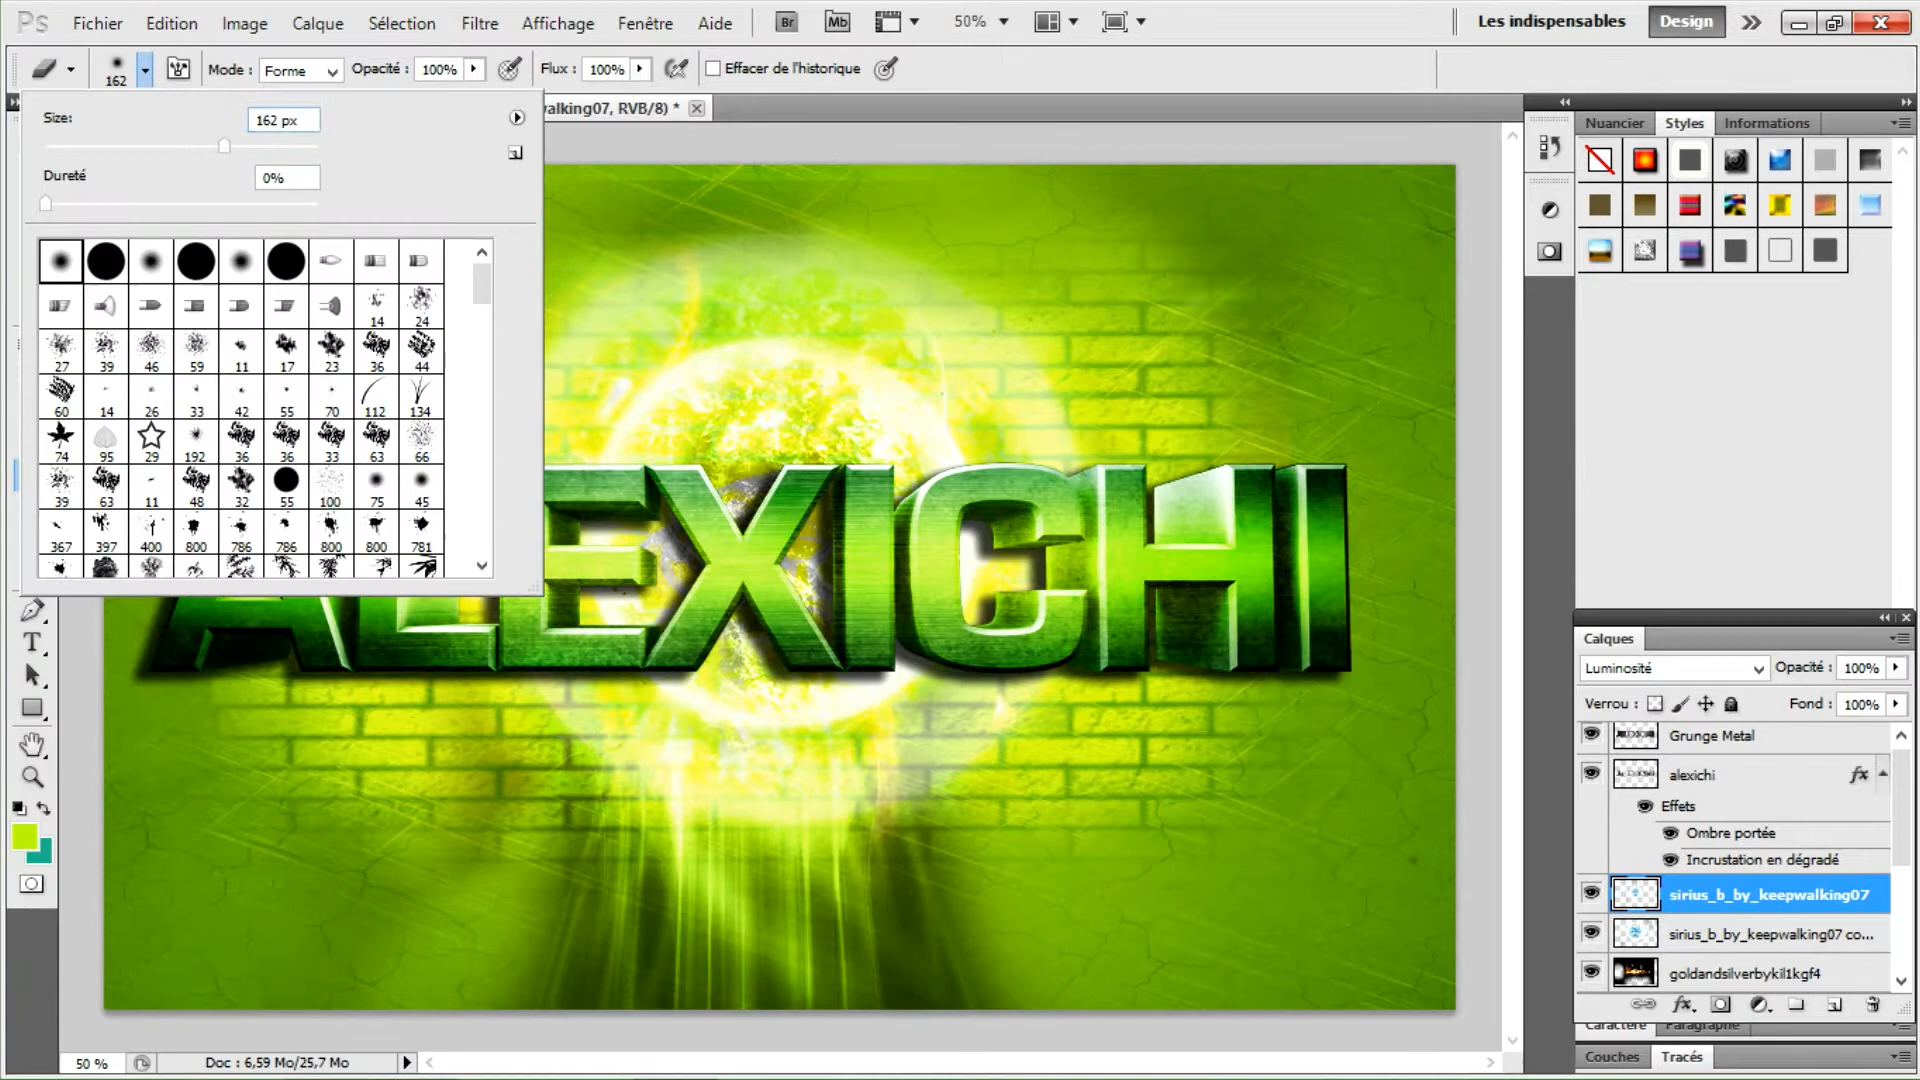 Ps Fichier Edition Image Calque Sélection Filtre Affichage Fenêtre Aide Br Mb 50% Les indispensables Design
162 Mode : Forme Opacité : 100% Flux : 100% Effacer de l'historique
walking07, RVB/8) *
Size: 162 px
Dureté 0%
14 24
27 39 46 59 11 17 23 36 44
60 14 26 33 42 55 70 112 134
74 95 29 192 36 36 33 63 66
39 63 11 48 32 55 100 75 45
367 397 400 800 786 786 800 800 781
ALEXICHI
T
Nuancier Styles Informations
Calques
Luminosité Opacité : 100%
Verrou : Fond : 100%
Grunge Metal
alexichi fx
Effets
Ombre portée
Incrustation en dégradé
sirius_b_by_keepwalking07
sirius_b_by_keepwalking07 co...
goldandsilverbykil1kgf4
fx
Caractère Paragraphe
Couches Tracés
50 % Doc : 6,59 Mo/25,7 Mo